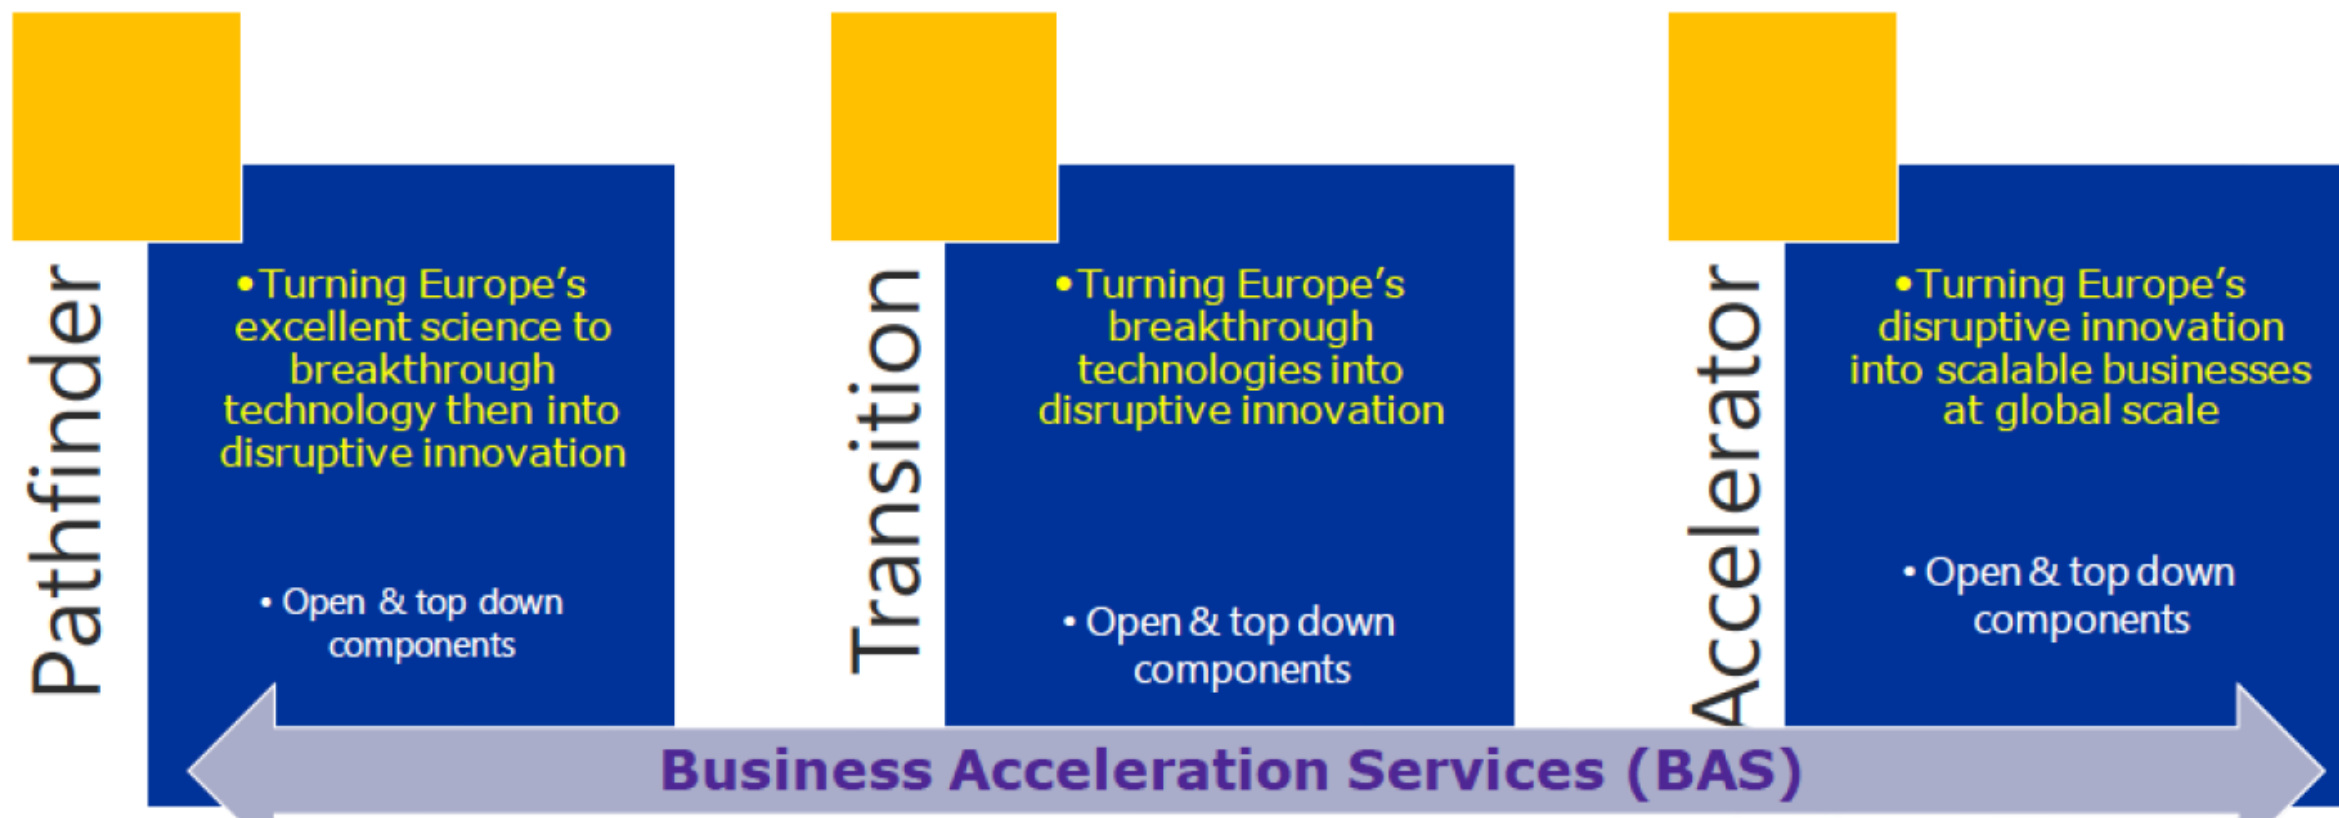 Pathfinder
•Turning Europe's
excellent science to
breakthrough
technology then into
disruptive innovation
• Open & top down
components
Transition
•Turning Europe's
breakthrough
technologies into
disruptive innovation
• Open & top down
components
Accelerator
•Turning Europe's
disruptive innovation
into scalable businesses
at global scale
• Open & top down
components
Business Acceleration Services (BAS)